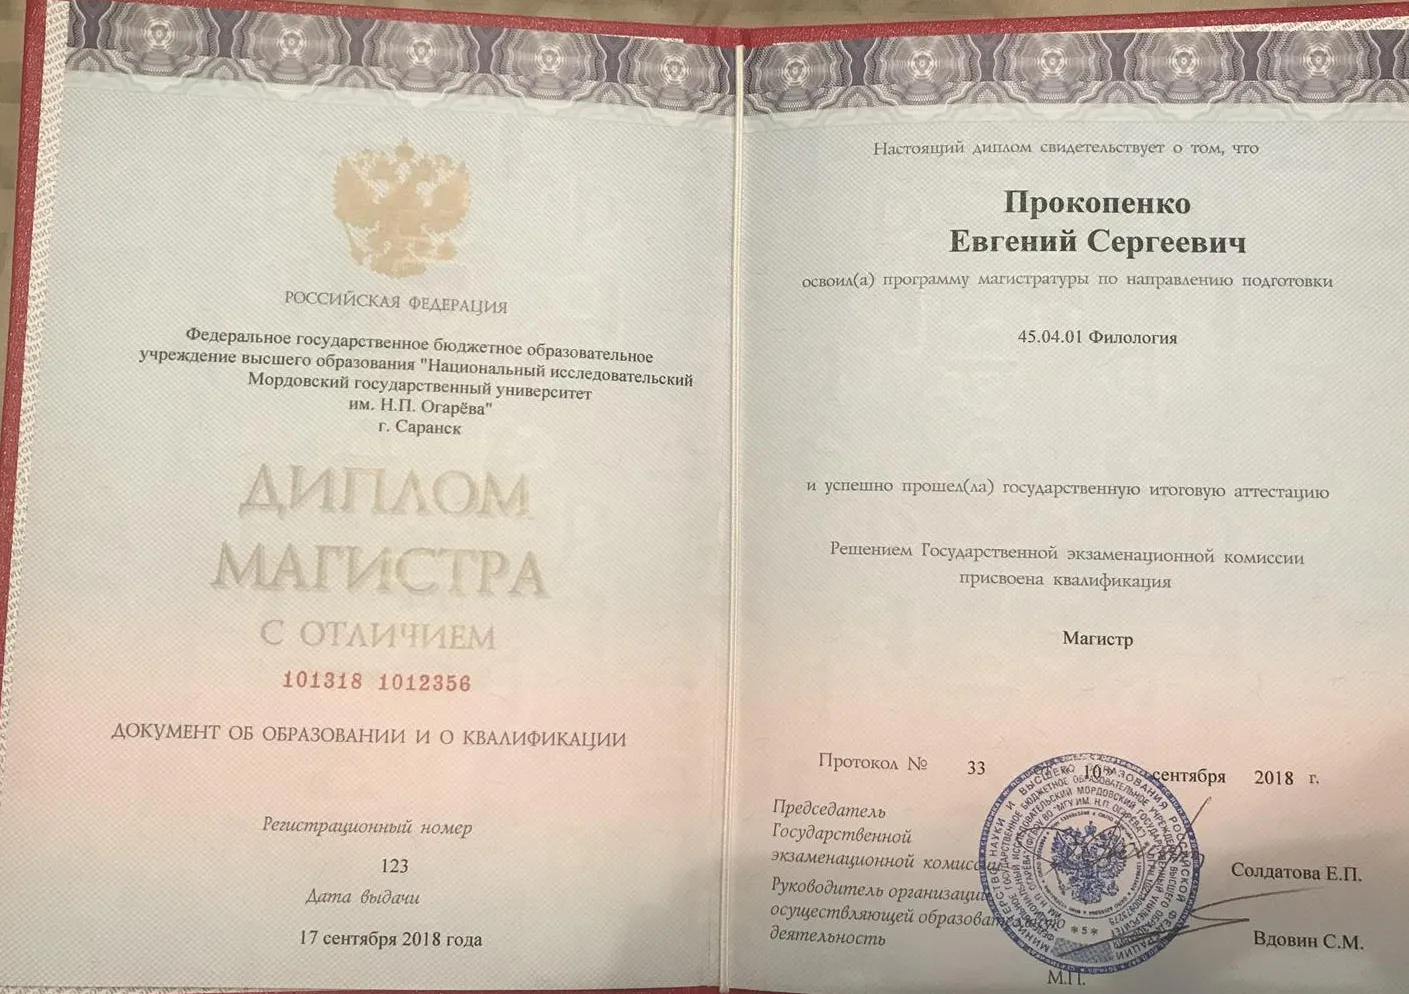 РОССИЙСКАЯ ФЕДЕРАЦИЯ
Федеральное государственное бюджетное образовательное
учреждение высшего образования "Национальный исследовательский
Мордовский государственный университет
им. Н.П. Огарёва"
г. Саранск
ДИПЛОМ
МАГИСТРА
С ОТЛИЧИЕМ
101318 1012356
ДОКУМЕНТ ОБ ОБРАЗОВАНИИ И О КВАЛИФИКАЦИИ
Регистрационный номер
123
Дата выдачи
17 сентября 2018 года
Настоящий диплом свидетельствует о том, что
Прокопенко
Евгений Сергеевич
освоил(а) программу магистратуры по направлению подготовки
45.04.01 Филология
и успешно прошел(ла) государственную итоговую аттестацию
Решением Государственной экзаменационной комиссии
присвоена квалификация
Магистр
Протокол № 33 10 сентября 2018 г.
Председатель
Государственной
экзаменационной комиссии
Солдатова Е.П.
Руководитель организации,
осуществляющей образовательную
деятельность
Вдовин С.М.
М.П.